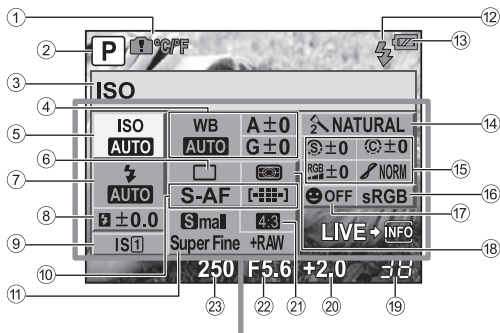 ① ② ③ ④ ⑤ ⑥ ⑦ ⑧ ⑨ ⑩ ⑪
⑫ ⑬ ⑭ ⑮ ⑯ ⑰ ⑱ ⑲ ⑳ ㉑ ㉒ ㉓
P °C/°F
ISO
ISO AUTO
WB AUTO
A±0
G±0
2 NATURAL
S ±0 C ±0
RGB ±0 NORM
AUTO
±0.0
S-AF
OFF sRGB
IS 1
Small 4:3
Super Fine +RAW
LIVE INFO
250 F5.6 +2.0 38